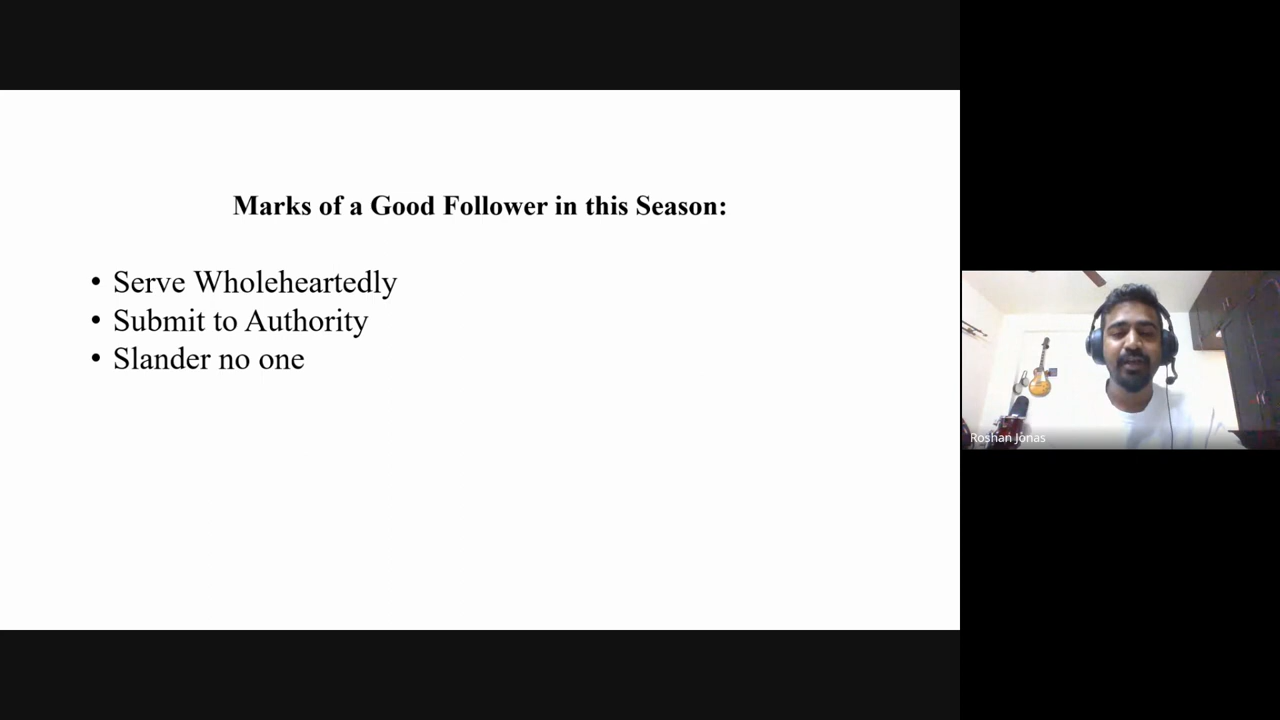 Marks of a Good Follower in this Season:
• Serve Wholeheartedly
• Submit to Authority
• Slander no one
Roshan Jonas